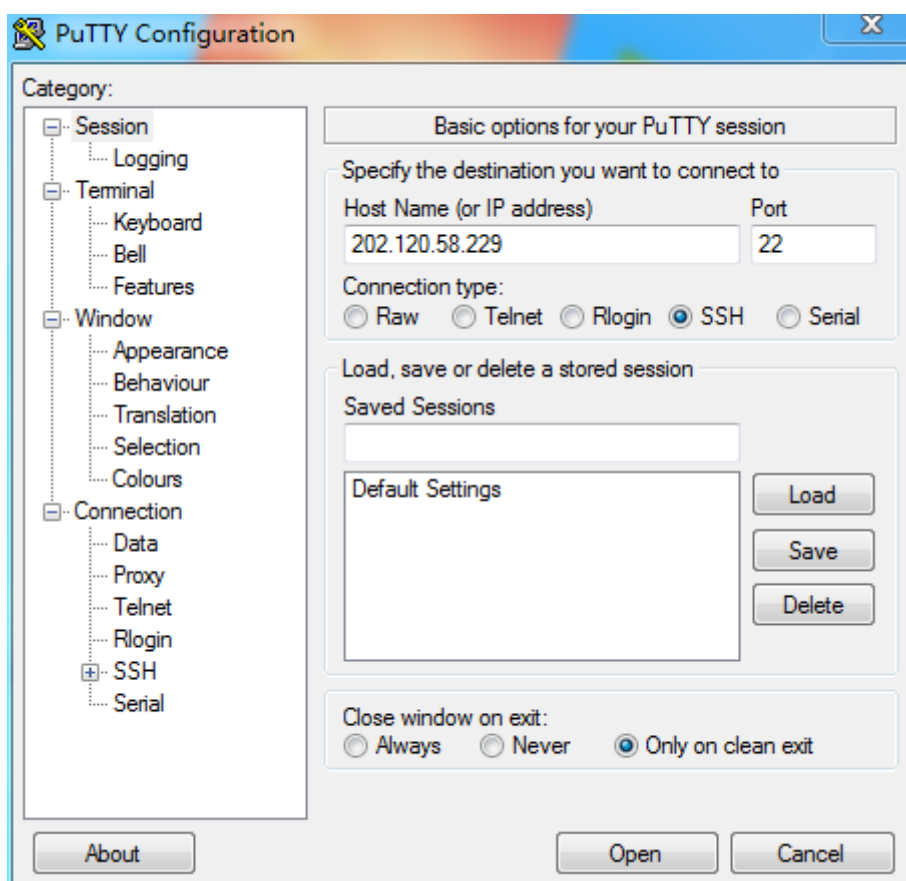 PuTTY Configuration
Category:
Session
Logging
Terminal
Keyboard
Bell
Features
Window
Appearance
Behaviour
Translation
Selection
Colours
Connection
Data
Proxy
Telnet
Rlogin
SSH
Serial
Basic options for your PuTTY session
Specify the destination you want to connect to
Host Name (or IP address) Port
202.120.58.229 22
Connection type:
Raw Telnet Rlogin SSH Serial
Load, save or delete a stored session
Saved Sessions
Default Settings
Load
Save
Delete
Close window on exit:
Always Never Only on clean exit
About Open Cancel